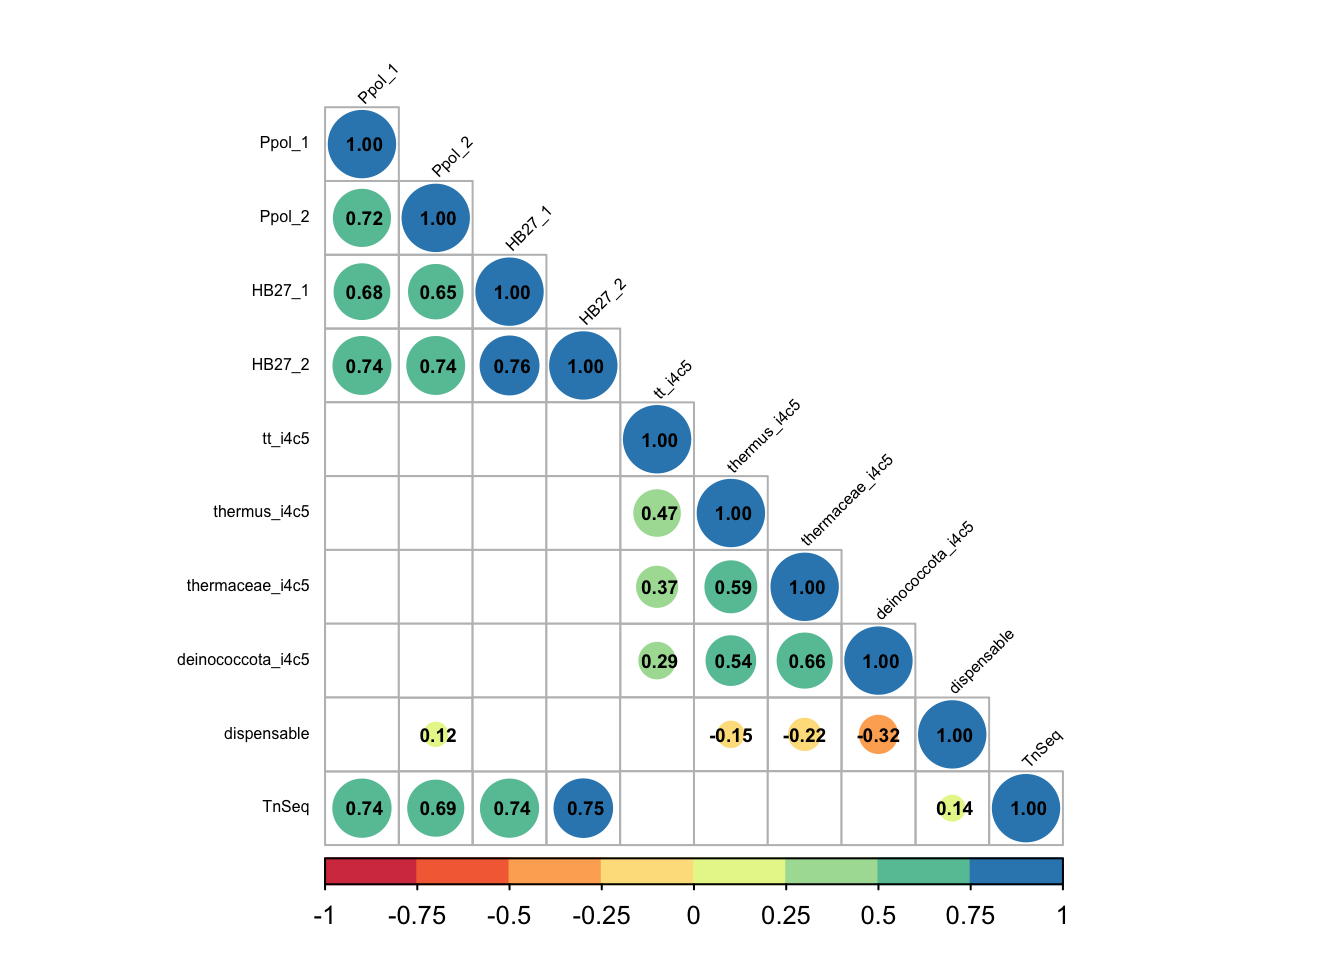 Ppol_1
Ppol_1 1.00
Ppol_2
Ppol_2 0.72 1.00
HB27_1
HB27_1 0.68 0.65 1.00
HB27_2
HB27_2 0.74 0.74 0.76 1.00
tt_i4c5
tt_i4c5 1.00
thermus_i4c5
thermus_i4c5 0.47 1.00
thermaceae_i4c5
thermaceae_i4c5 0.37 0.59 1.00
deinococcota_i4c5
deinococcota_i4c5 0.29 0.54 0.66 1.00
dispensable
dispensable 0.12 -0.15 -0.22 -0.32 1.00
TnSeq
TnSeq 0.74 0.69 0.74 0.75 0.14 1.00
-1 -0.75 -0.5 -0.25 0 0.25 0.5 0.75 1